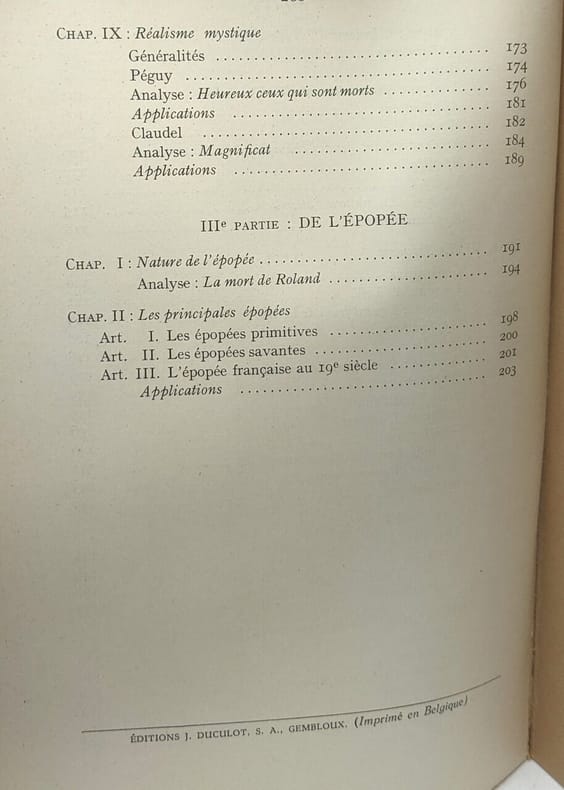 CHAP. IX : Réalisme mystique
Généralités .................................. 173
Péguy .................................. 174
Analyse : Heureux ceux qui sont morts ............. 176
Applications .................................. 181
Claudel .................................. 182
Analyse : Magnificat ........................ 184
Applications .................................. 189
IIIe PARTIE : DE L'ÉPOPÉE
CHAP. I : Nature de l'épopée ............................ 191
Analyse : La mort de Roland .................... 194
CHAP. II : Les principales épopées
Art. I. Les épopées primitives .................... 198
Art. II. Les épopées savantes .................... 200
Art. III. L'épopée française au 19e siècle ............ 201
Applications .................................. 203
ÉDITIONS J. DUCULOT, S. A., GEMBLOUX. (Imprimé en Belgique)